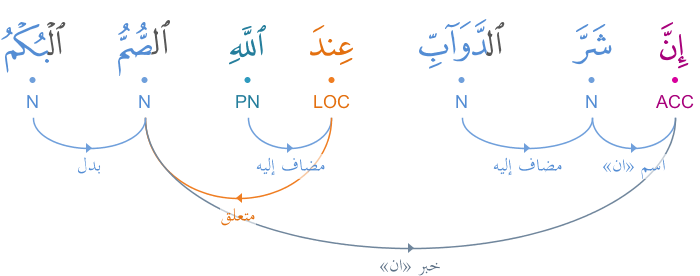 إِنَّ شَرَّ ٱلدَّوَآبِّ عِندَ ٱللَّهِ ٱلصُّمُّ ٱلْبُكْمُ
ACC N N LOC PN N N
اسم «ان» مضاف إليه مضاف إليه بدل
متعلق
خبر «ان»